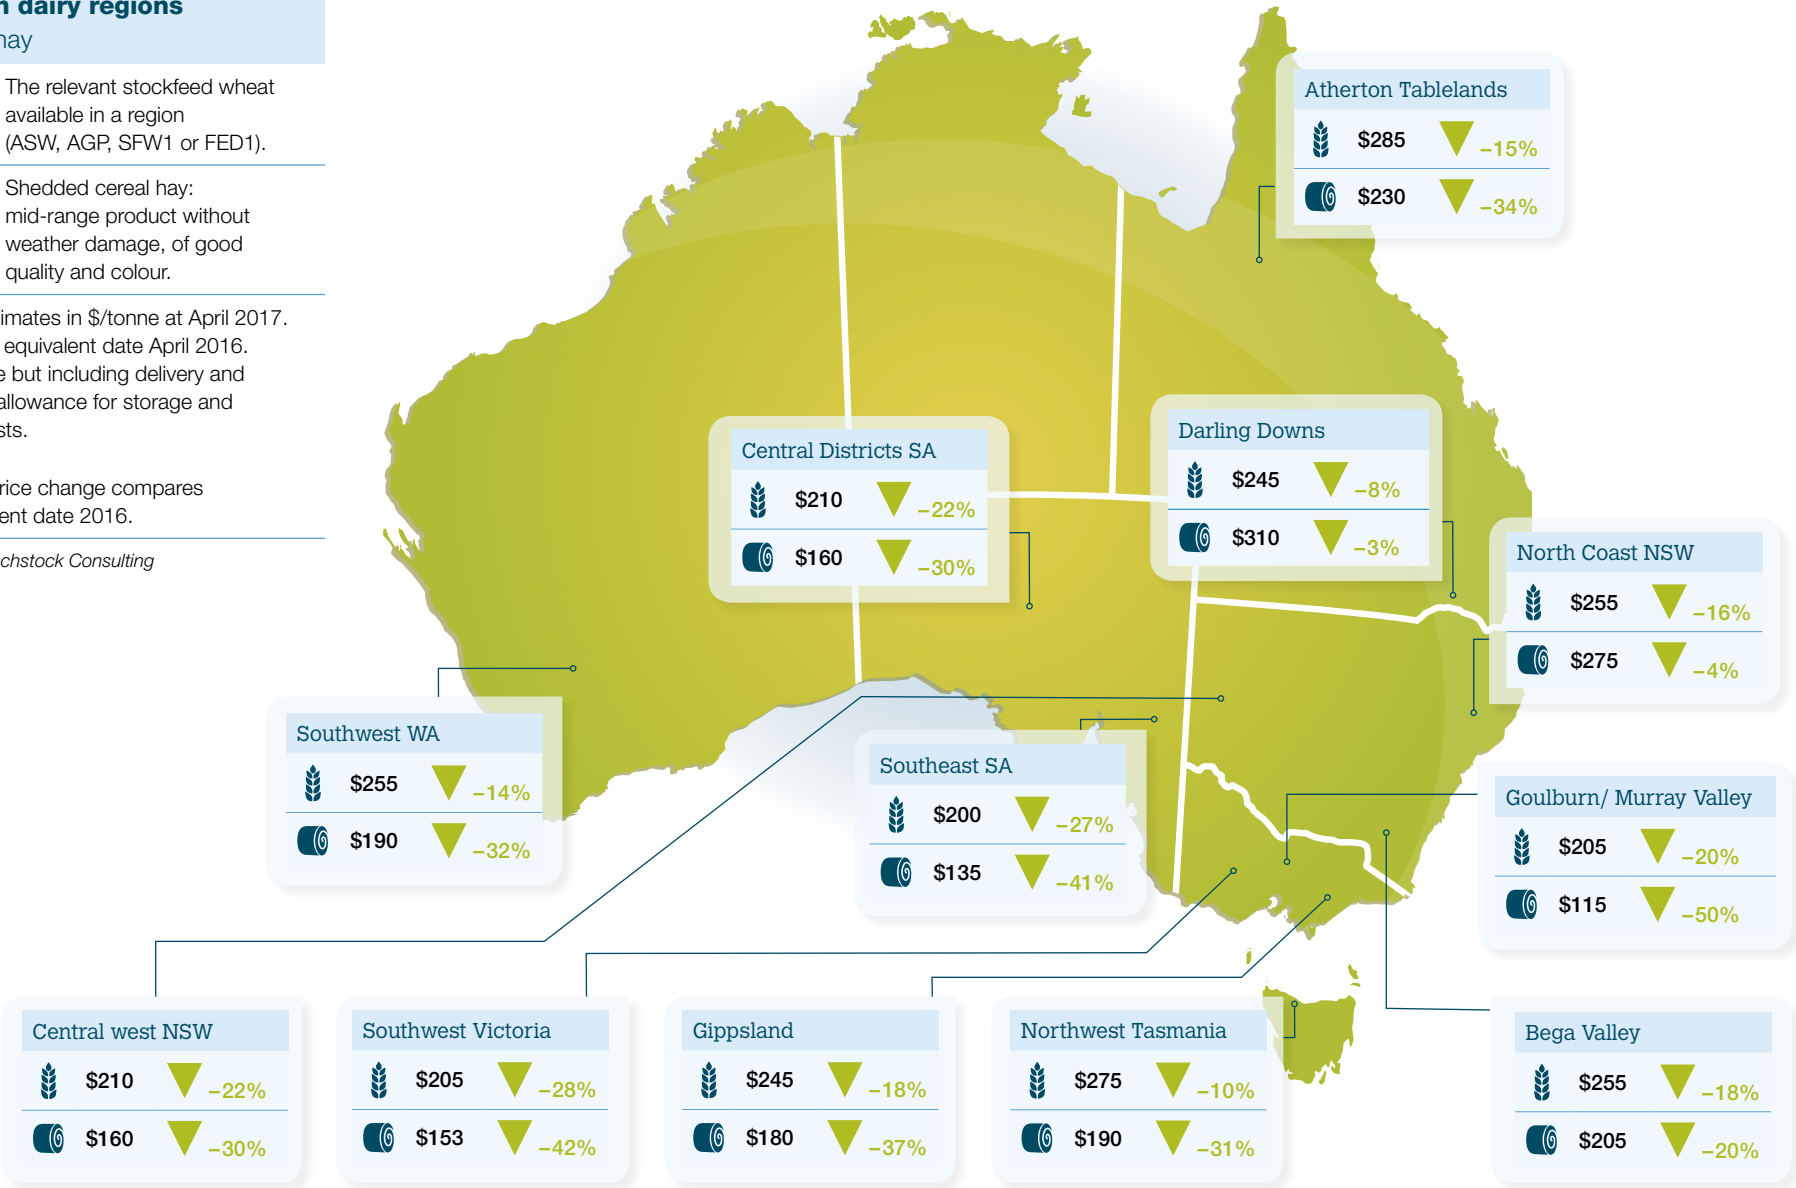 dairy regions
hay
The relevant stockfeed wheat
available in a region
(ASW, AGP, SFW1 or FED1).
Shedded cereal hay:
mid-range product without
weather damage, of good
quality and colour.
imates in $/tonne at April 2017.
equivalent date April 2016.
e but including delivery and
allowance for storage and
sts.
rice change compares
ent date 2016.
chstock Consulting
Atherton Tablelands
$285 –15%
$230 –34%
Central Districts SA
$210 –22%
$160 –30%
Darling Downs
$245 –8%
$310 –3%
North Coast NSW
$255 –16%
$275 –4%
Southwest WA
$255 –14%
$190 –32%
Southeast SA
$200 –27%
$135 –41%
Goulburn/ Murray Valley
$205 –20%
$115 –50%
Central west NSW
$210 –22%
$160 –30%
Southwest Victoria
$205 –28%
$153 –42%
Gippsland
$245 –18%
$180 –37%
Northwest Tasmania
$275 –10%
$190 –31%
Bega Valley
$255 –18%
$205 –20%